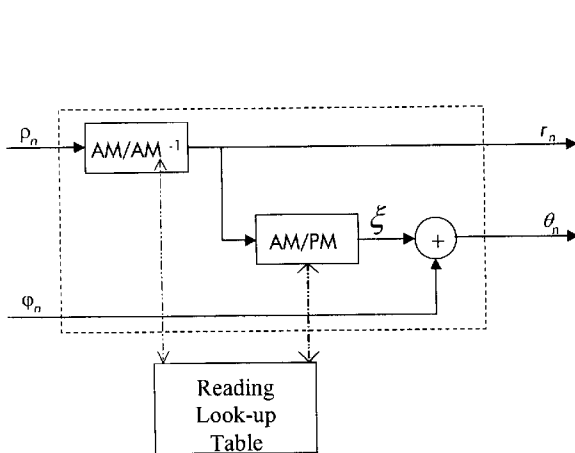 ρn
AM/AM -1
rn
AM/PM
ξ
+
θn
φn
Reading
Look-up
Table